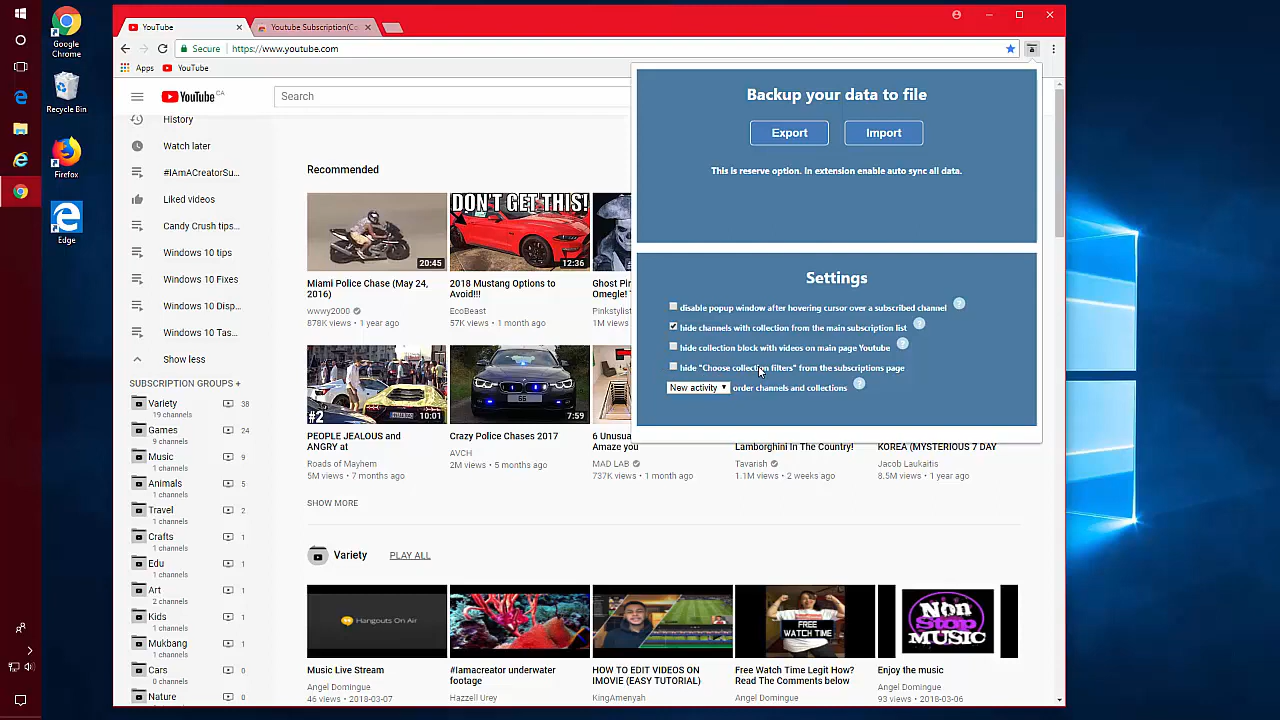 Google
Chrome
Recycle Bin
Firefox
Edge
YouTube
Youtube Subscription(Co
Secure
https://www.youtube.com
Apps
YouTube
YouTube CA
Search
History
Watch later
#IAmACreatorSu...
Liked videos
Candy Crush tips...
Windows 10 tips
Windows 10 Fixes
Windows 10 Disp...
Windows 10 Tas...
Show less
SUBSCRIPTION GROUPS +
Variety 38
19 channels
Games 24
6 channels
Music 9
3 channels
Animals 5
5 channels
Travel 2
1 channels
Crafts 1
1 channels
Edu 1
1 channels
Art 1
2 channels
Kids 1
1 channels
Mukbang 1
1 channels
Cars 0
1 channels
Nature 0
Recommended
20:45
Miami Police Chase (May 24,
2016)
wwwy2000
878K views • 1 year ago
DON'T GET THIS!
12:36
2018 Mustang Options to
Avoid!!!
EcoBeast
57K views • 1 month ago
Ghost Pin
Omegle! T
Pinkstylist
1M views
#2
10:01
PEOPLE JEALOUS and
ANGRY at
Roads of Mayhem
5M views • 7 months ago
66
7:59
Crazy Police Chases 2017
AVCH
2M views • 5 months ago
6 Unusua
Amaze you
MAD LAB
737K views • 1 month ago
Lamborghini In The Country!
Tavarish
1.1M views • 2 weeks ago
KOREA (MYSTERIOUS 7 DAY
Jacob Laukaitis
8.5M views • 1 year ago
SHOW MORE
Variety
PLAY ALL
Hangouts On Air
Music Live Stream
Angel Domingue
46 views • 2018-03-07
#Iamacreator underwater
footage
Hazzell Urey
HOW TO EDIT VIDEOS ON
IMOVIE (EASY TUTORIAL)
KingAmenyah
FREE
WATCH TIME
Free Watch Time Legit How?
Read The Comments below
Angel Domingue
Non
Stop
MUSIC
Enjoy the music
Angel Domingue
93 views • 2018-03-06
Backup your data to file
Export
Import
This is reserve option. In extension enable auto sync all data.
Settings
disable popup window after hovering cursor over a subscribed channel ?
hide channels with collection from the main subscription list ?
hide collection block with videos on main page Youtube ?
hide "Choose collection filters" from the subscriptions page
New activity order channels and collections ?